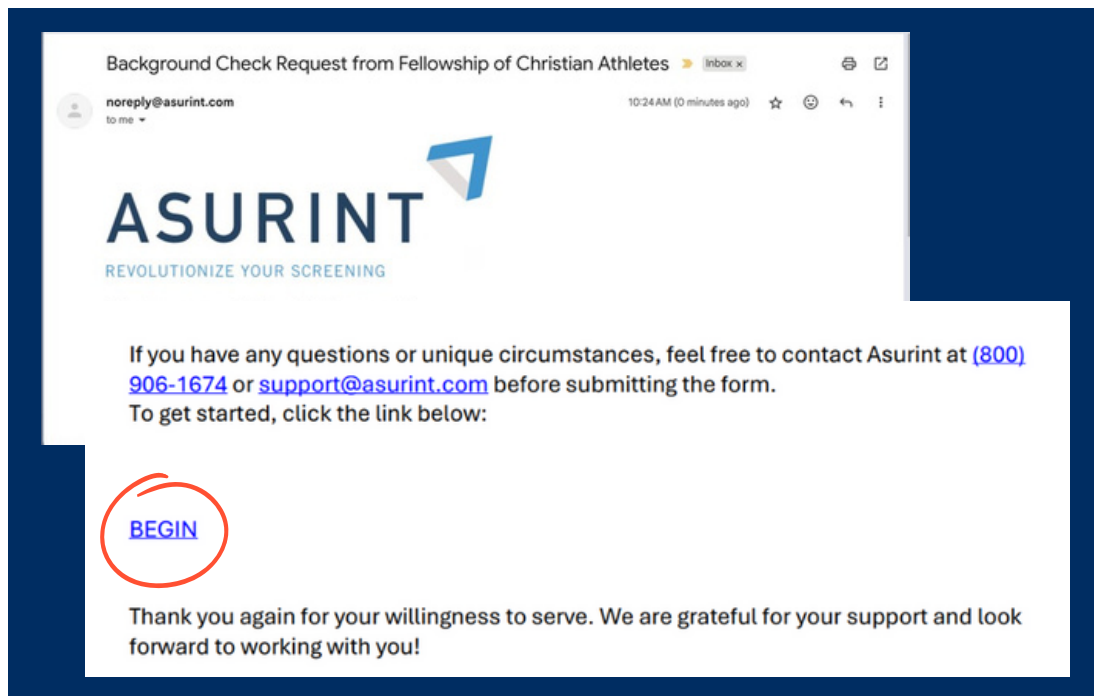 Background Check Request from Fellowship of Christian Athletes Inbox x
noreply@asurint.com 10:24 AM (0 minutes ago)
to me
ASURINT
REVOLUTIONIZE YOUR SCREENING
If you have any questions or unique circumstances, feel free to contact Asurint at (800)
906-1674 or support@asurint.com before submitting the form.
To get started, click the link below:
BEGIN
Thank you again for your willingness to serve. We are grateful for your support and look
forward to working with you!